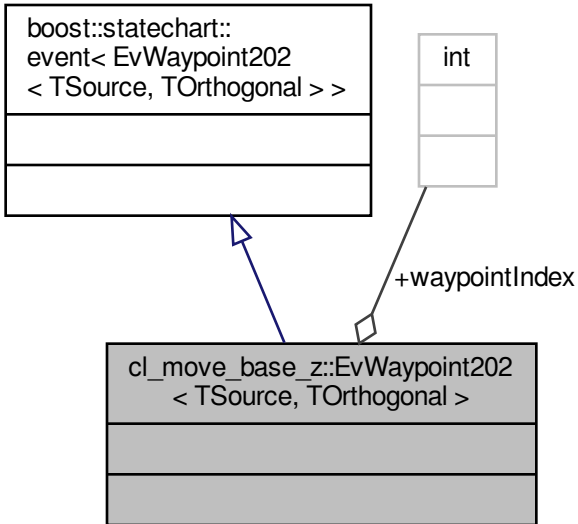 boost::statechart::
event< EvWaypoint202
< TSource, TOrthogonal > >
int
+waypointIndex
cl_move_base_z::EvWaypoint202
< TSource, TOrthogonal >